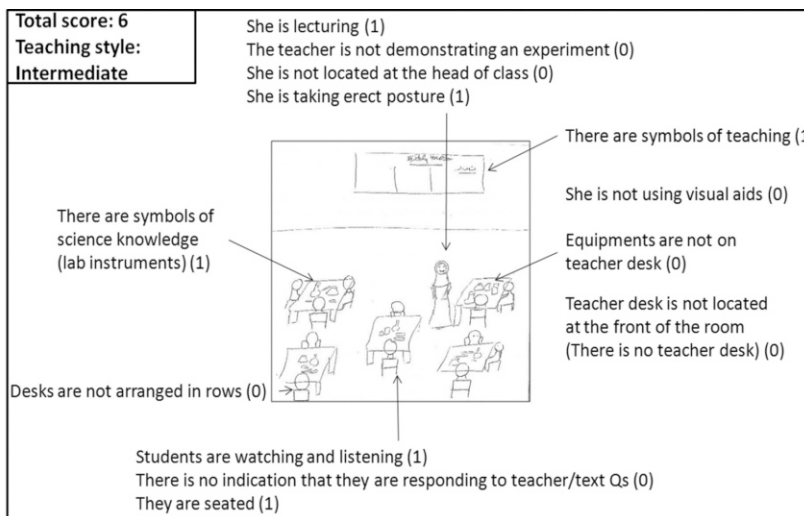 Total score: 6
Teaching style:
Intermediate
She is lecturing (1)
The teacher is not demonstrating an experiment (0)
She is not located at the head of class (0)
She is taking erect posture (1)
There are symbols of teaching (1
She is not using visual aids (0)
There are symbols of
science knowledge
(lab instruments) (1)
Equipments are not on
teacher desk (0)
Teacher desk is not located
at the front of the room
(There is no teacher desk) (0)
Desks are not arranged in rows (0)
Students are watching and listening (1)
There is no indication that they are responding to teacher/text Qs (0)
They are seated (1)